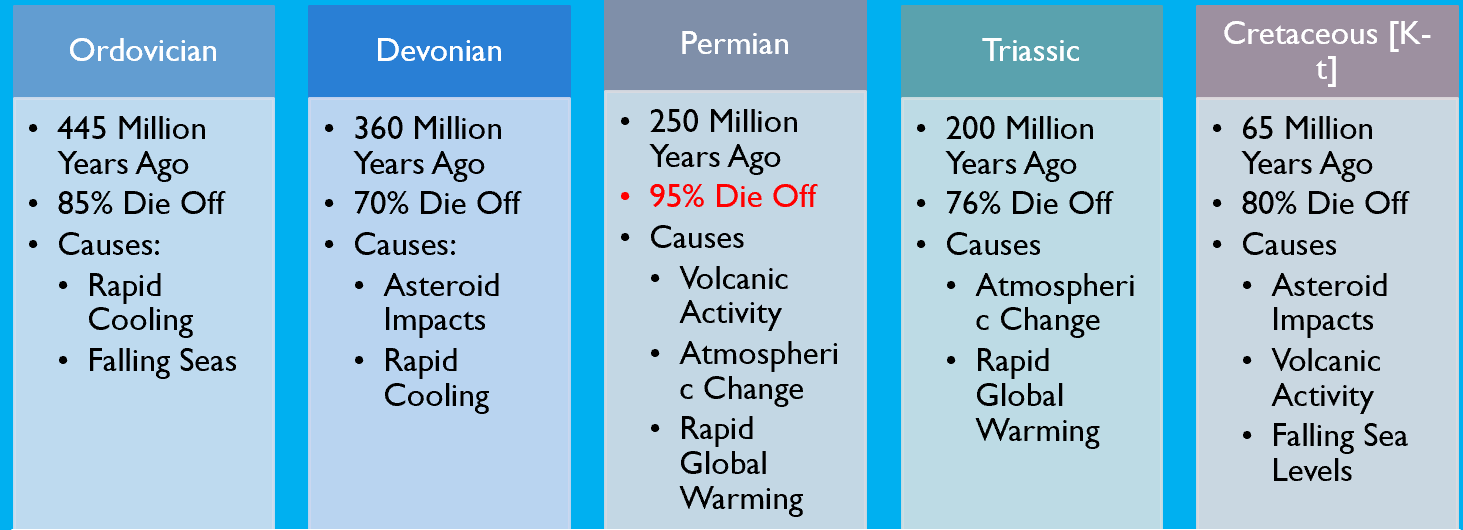 Ordovician
• 445 Million
Years Ago
• 85% Die Off
• Causes:
• Rapid
Cooling
• Falling Seas
Devonian
• 360 Million
Years Ago
• 70% Die Off
• Causes:
• Asteroid
Impacts
• Rapid
Cooling
Permian
• 250 Million
Years Ago
• 95% Die Off
• Causes
• Volcanic
Activity
• Atmospheri
c Change
• Rapid
Global
Warming
Triassic
• 200 Million
Years Ago
• 76% Die Off
• Causes
• Atmospheri
c Change
• Rapid
Global
Warming
Cretaceous [K-
t]
• 65 Million
Years Ago
• 80% Die Off
• Causes
• Asteroid
Impacts
• Volcanic
Activity
• Falling Sea
Levels